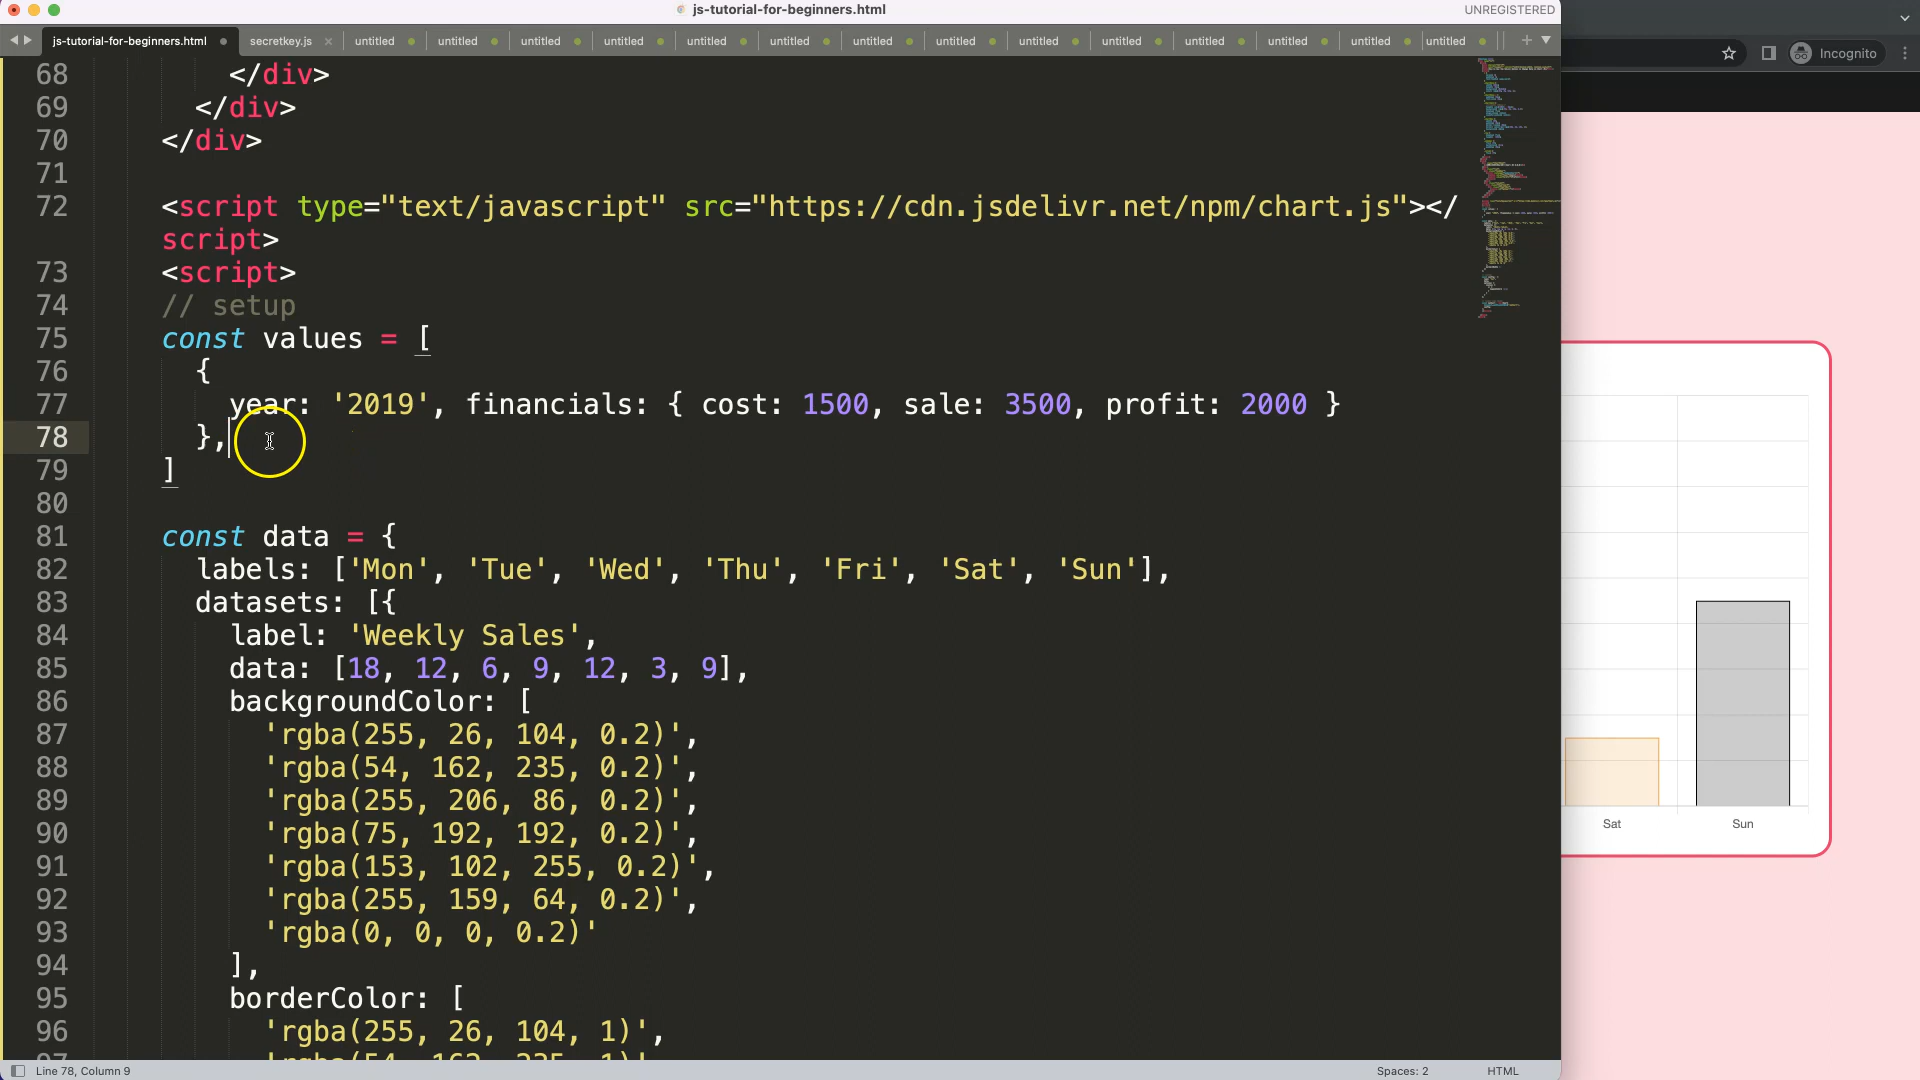 js-tutorial-for-beginners.html
UNREGISTERED
js-tutorial-for-beginners.html secretkey.js untitled untitled untitled untitled untitled untitled untitled untitled untitled untitled untitled untitled untitled untitled
Incognito
68 </div>
69 </div>
70 </div>
71
72 <script type="text/javascript" src="https://cdn.jsdelivr.net/npm/chart.js"></
script>
73 <script>
74 // setup
75 const values = [
76 {
77 year: '2019', financials: { cost: 1500, sale: 3500, profit: 2000 }
78 },
79 ]
80
81 const data = {
82 labels: ['Mon', 'Tue', 'Wed', 'Thu', 'Fri', 'Sat', 'Sun'],
83 datasets: [{
84 label: 'Weekly Sales',
85 data: [18, 12, 6, 9, 12, 3, 9],
86 backgroundColor: [
87 'rgba(255, 26, 104, 0.2)',
88 'rgba(54, 162, 235, 0.2)',
89 'rgba(255, 206, 86, 0.2)',
90 'rgba(75, 192, 192, 0.2)',
91 'rgba(153, 102, 255, 0.2)',
92 'rgba(255, 159, 64, 0.2)',
93 'rgba(0, 0, 0, 0.2)'
94 ],
95 borderColor: [
96 'rgba(255, 26, 104, 1)',
97 'rgba(54, 162, 235, 1)'
Sat Sun
Line 78, Column 9
Spaces: 2 HTML